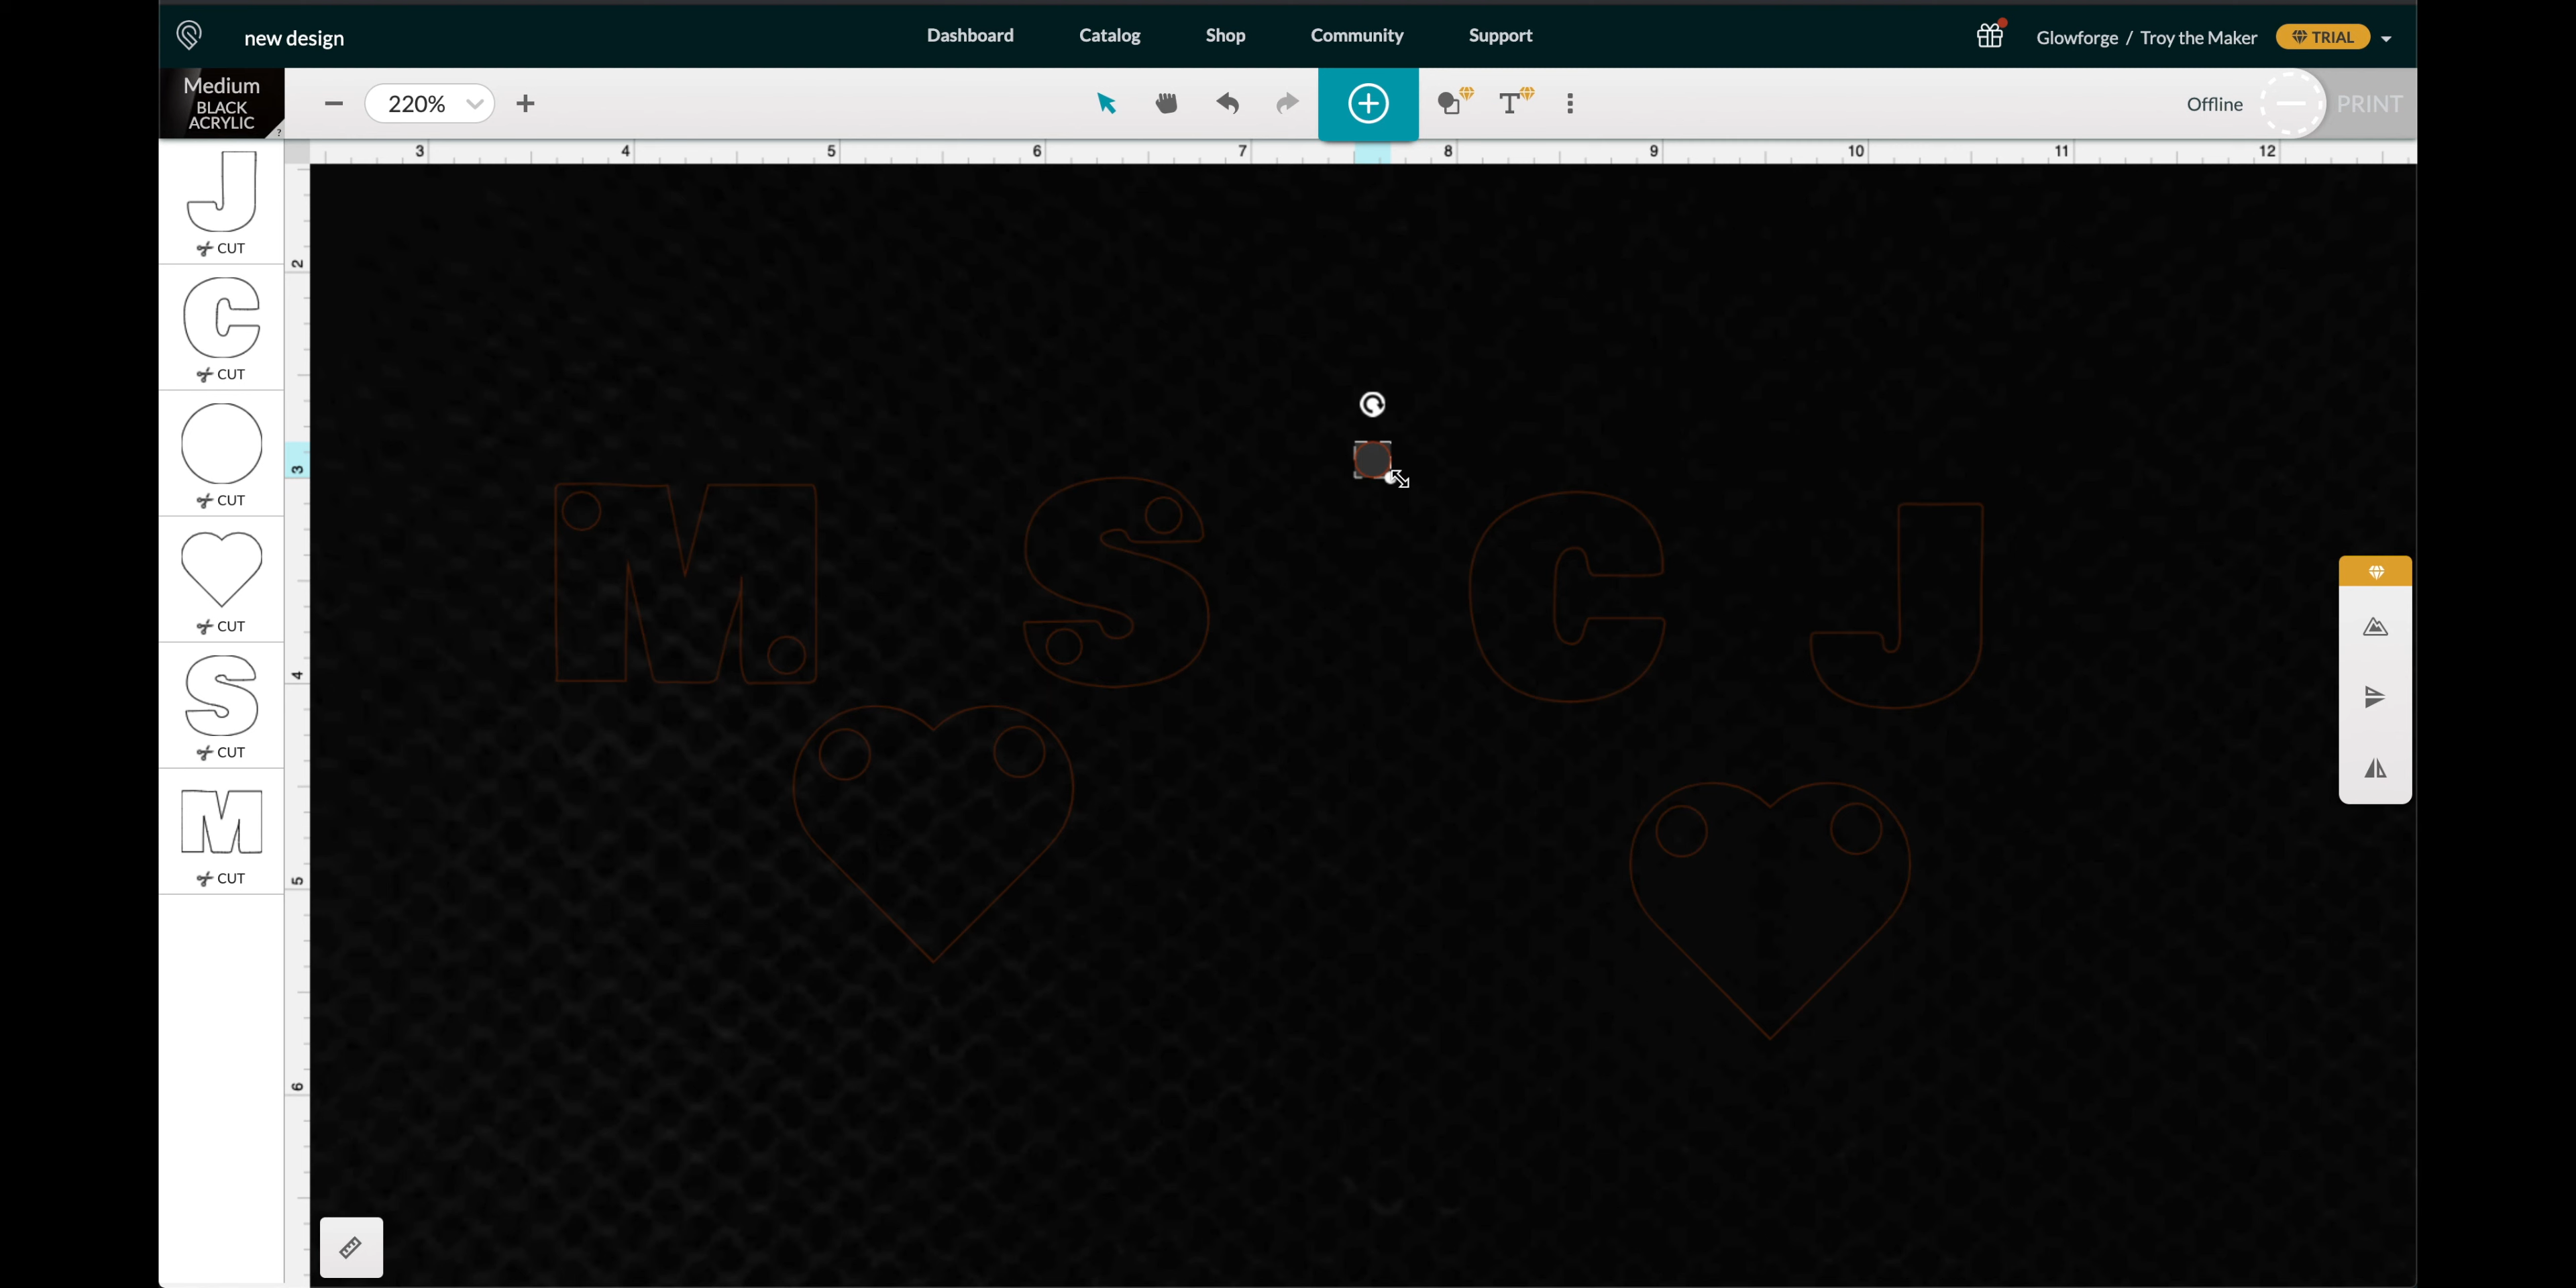 new design
Dashboard
Catalog
Shop
Community
Support
Glowforge / Troy the Maker
TRIAL
Medium
BLACK
ACRYLIC
?
220%
T
Offline
PRINT
3 4 5 6 7 8 9 10 11 12
J
CUT
C
CUT
CUT
CUT
S
CUT
M
CUT
2
3
4
5
6
M S C J